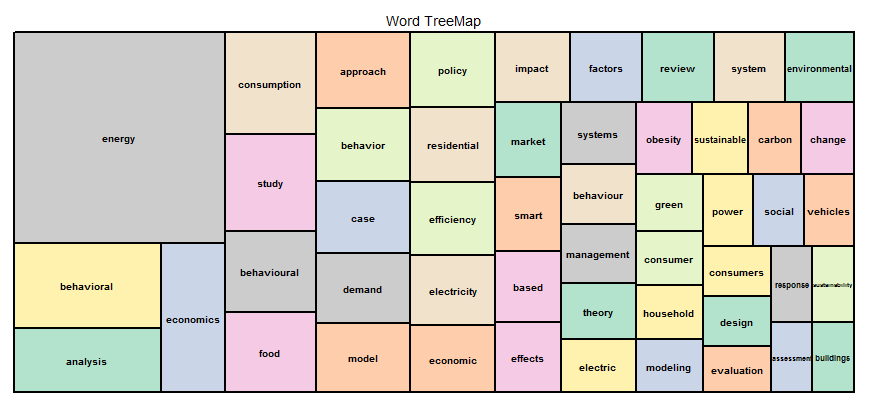 Word TreeMap
energy
behavioral
analysis
economics
consumption
study
behavioural
food
approach
behavior
case
demand
model
policy
residential
efficiency
electricity
economic
impact
factors
review
system
environmental
market
smart
based
effects
systems
behaviour
management
theory
electric
obesity
sustainable
carbon
change
green
consumer
household
modeling
power
social
vehicles
consumers
design
evaluation
response
sustainability
assessment
buildings